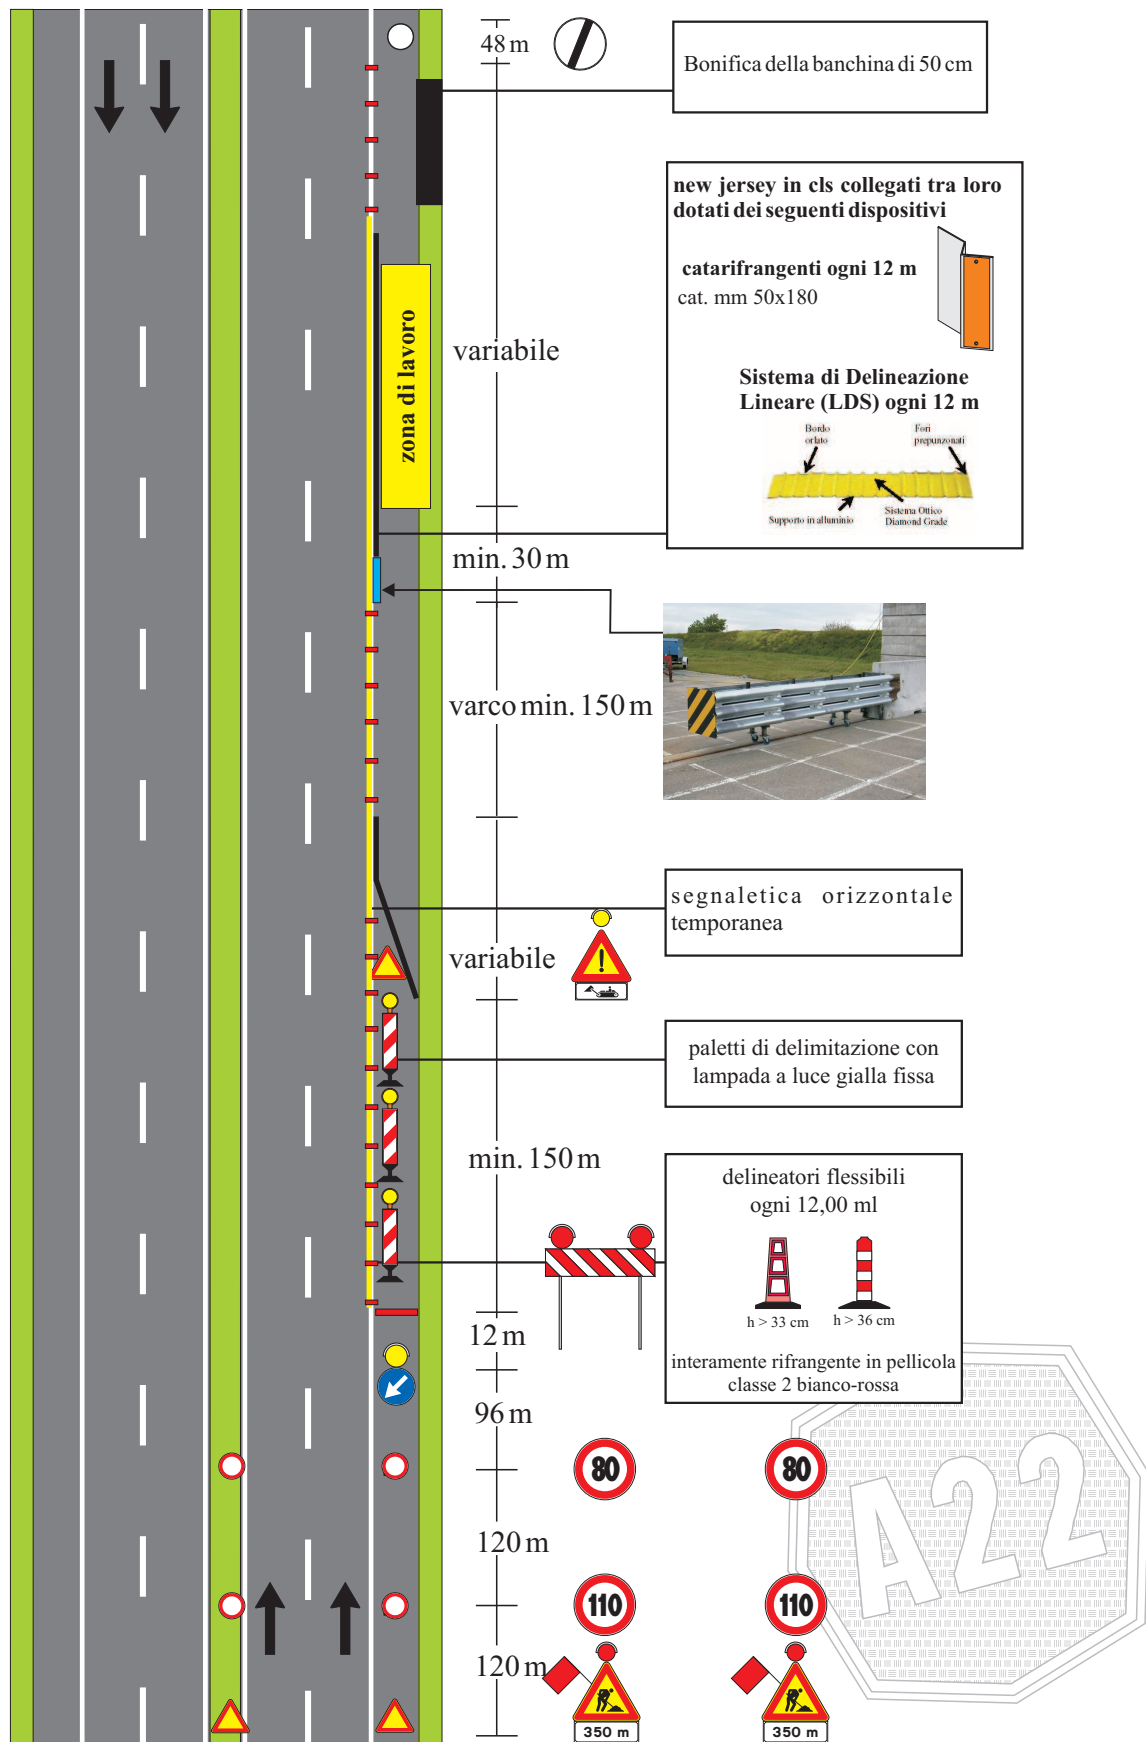 48 m
Bonifica della banchina di 50 cm
new jersey in cls collegati tra loro
dotati dei seguenti dispositivi
catarifrangenti ogni 12 m
cat. mm 50x180
Sistema di Delineazione
Lineare (LDS) ogni 12 m
Bordo
orlato
Fori
prepunzonati
Supporto in alluminio
Sistema Ottico
Diamond Grade
zona di lavoro
variabile
min. 30 m
varco min. 150 m
segnaletica orizzontale
temporanea
variabile
!
paletti di delimitazione con
lampada a luce gialla fissa
min. 150 m
delineatori flessibili
ogni 12,00 ml
h > 33 cm
h > 36 cm
interamente rifrangente in pellicola
classe 2 bianco-rossa
12 m
96 m
80
80
A22
120 m
110
110
120 m
350 m
350 m